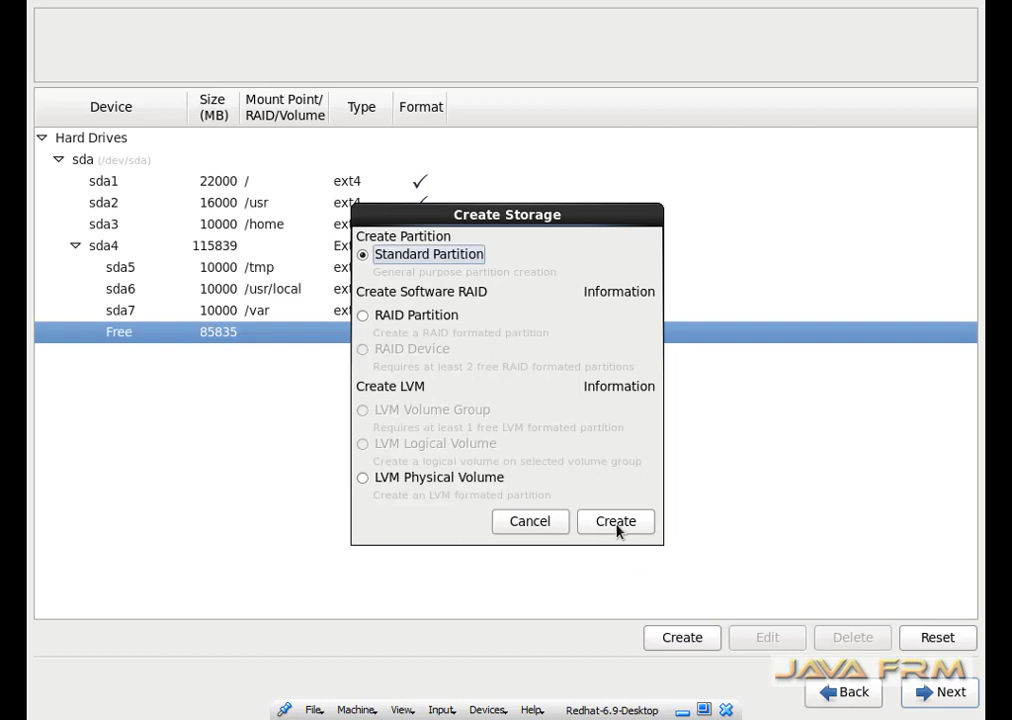 Device Size (MB) Mount Point/ RAID/Volume Type Format
Hard Drives
sda (/dev/sda)
sda1 22000 / ext4
sda2 16000 /usr ext4
sda3 10000 /home
sda4 115839
sda5 10000 /tmp
sda6 10000 /usr/local
sda7 10000 /var
Free 85835
Create Storage
Create Partition
Standard Partition
General purpose partition creation
Create Software RAID Information
RAID Partition
Create a RAID formated partition
RAID Device
Requires at least 2 free RAID formated partitions
Create LVM Information
LVM Volume Group
Requires at least 1 free LVM formated partition
LVM Logical Volume
Create a logical volume on selected volume group
LVM Physical Volume
Create an LVM formated partition
Cancel Create
Create Edit Delete Reset
JAVA FRM
Back Next
File Machine View Input Devices Help Redhat-6.9-Desktop